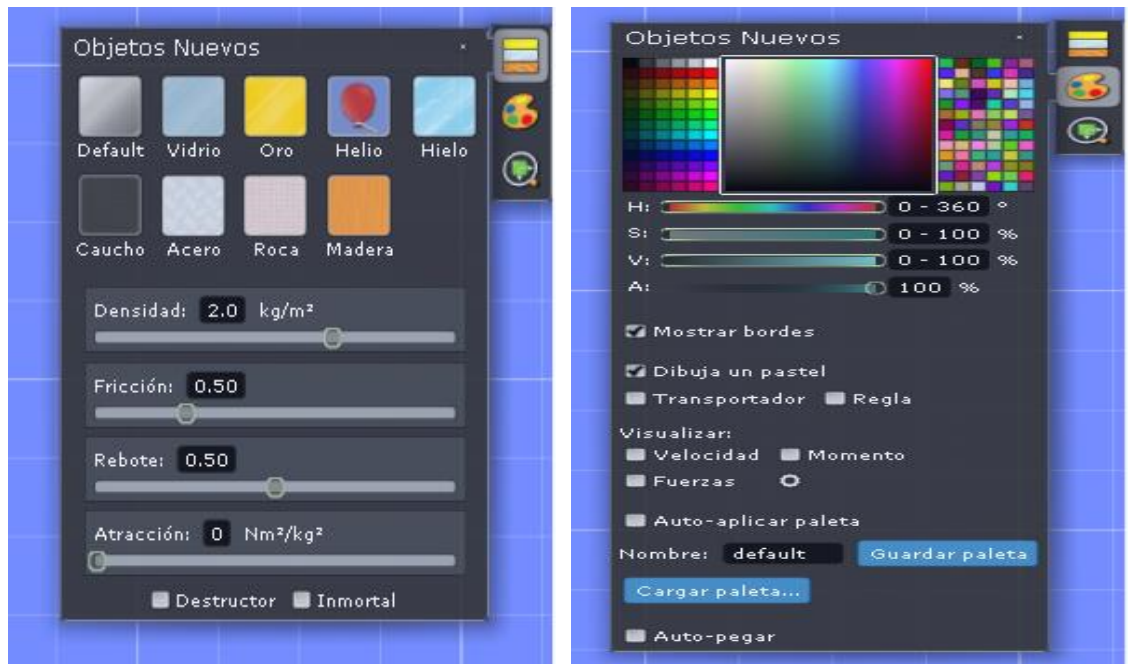 Objetos Nuevos
Default Vidrio Oro Helio Hielo
Caucho Acero Roca Madera
Densidad: 2.0 kg/m²
Fricción: 0.50
Rebote: 0.50
Atracción: 0 Nm²/kg²
Destructor Inmortal
Objetos Nuevos
H: 0 - 360 °
S: 0 - 100 %
V: 0 - 100 %
A: 100 %
Mostrar bordes
Dibuja un pastel
Transportador Regla
Visualizar:
Velocidad Momento
Fuerzas
Auto-aplicar paleta
Nombre: default Guardar paleta
Cargar paleta...
Auto-pegar